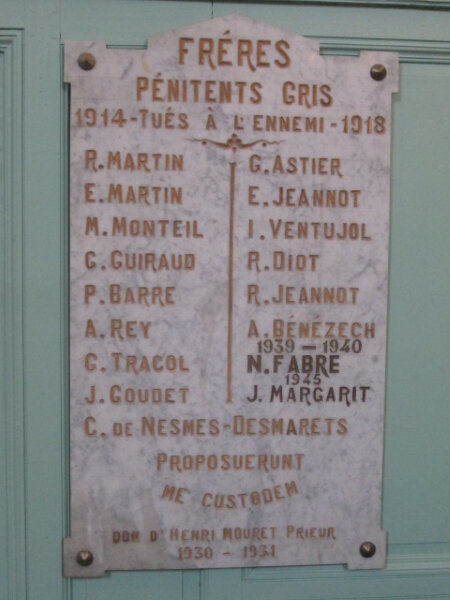 FRÉRES
PÉNITENTS GRIS
1914-TUÉS À L'ENNEMI-1918
R. MARTIN
E. MARTIN
M. MONTEIL
G. GUIRAUD
P. BARRE
A. REY
C. TRACOL
J. GOUDET
G. ASTIER
E. JEANNOT
I. VENTUJOL
R. DIOT
R. JEANNOT
A. BÉNEZECH
1939 - 1940
N. FABRE
1945
J. MARGARIT
C. DE NESMES-DESMARETS
PROPOSUERUNT
ME CUSTODEM
DON D'HENRI MOURET PRIEUR
1930 - 1931